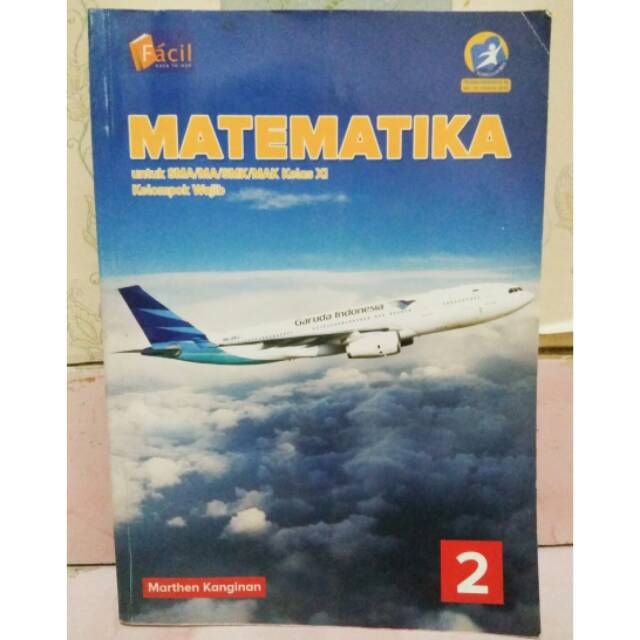 Fácil
MATEMATIKA
untuk SMA/MA/SMK/MAK Kelas XI
Kelompok Wajib
Garuda Indonesia
Marthen Kanginan
2